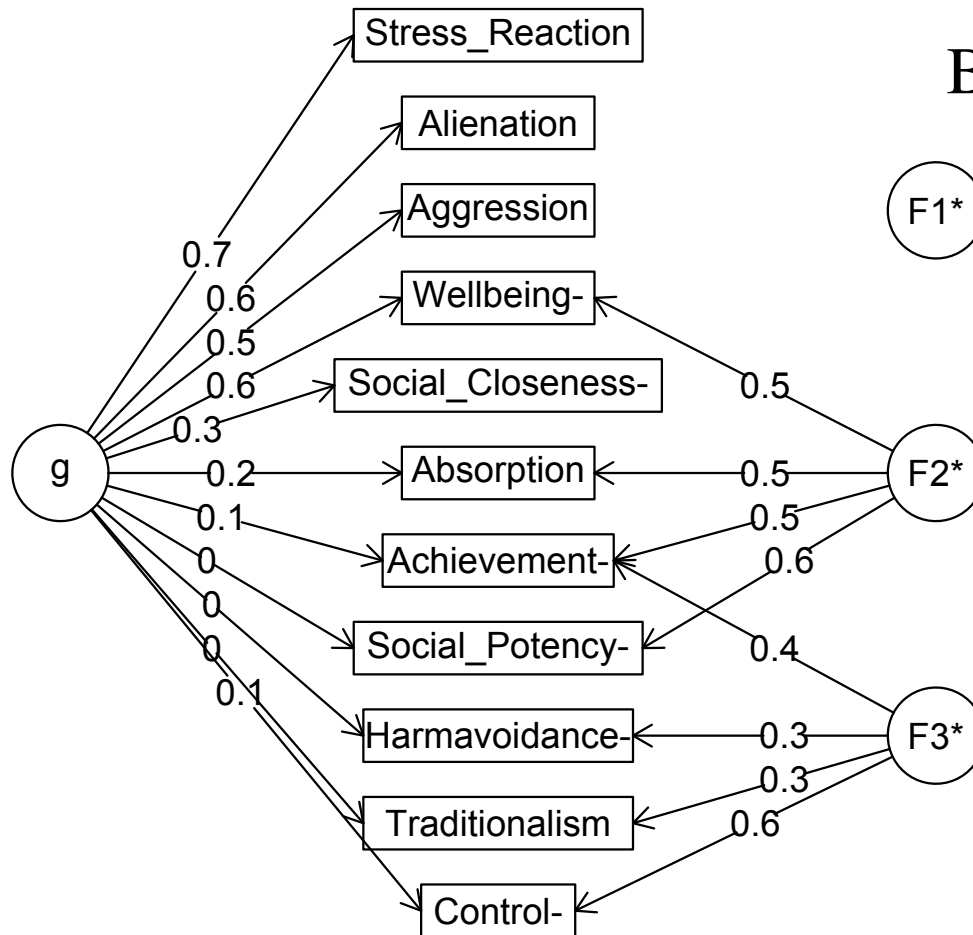 Stress_Reaction
B
Alienation
F1*
Aggression
0.7
0.6
Wellbeing-
0.5
0.6
Social_Closeness-
0.5
0.3
g
0.2
Absorption
0.5
F2*
0.1
0.5
Achievement-
0
0.6
0
Social_Potency-
0.4
0
0.1
Harmavoidance-
0.3
F3*
0.3
Traditionalism
0.6
Control-